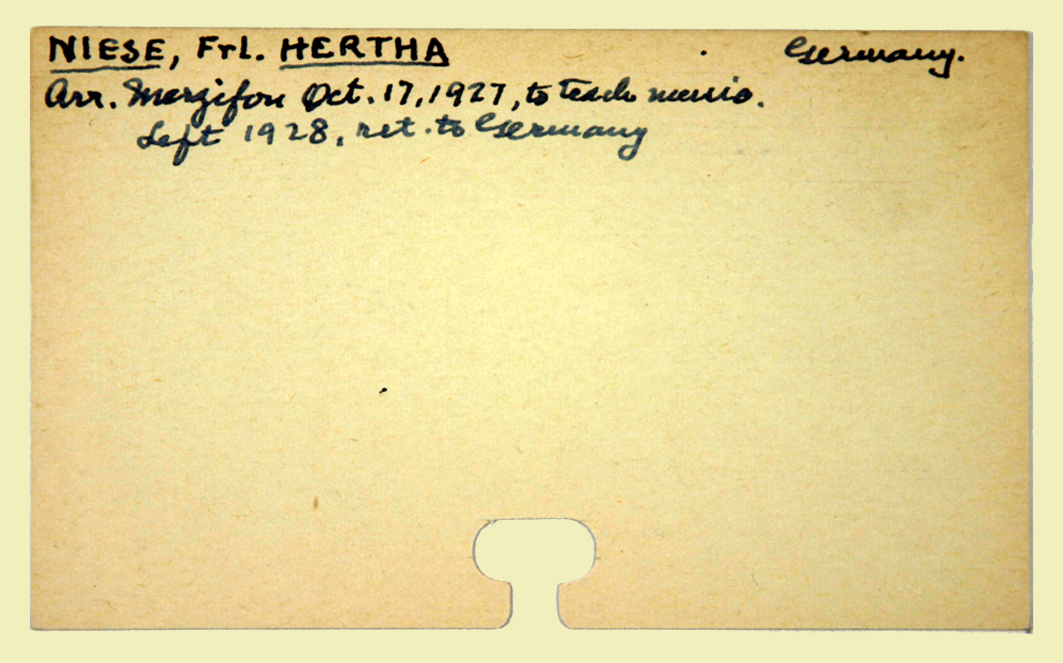 NIESE, Frl. HERTHA Germany.
Arr. Merzifon Oct. 17, 1927, to teach music.
Left 1928, ret. to Germany